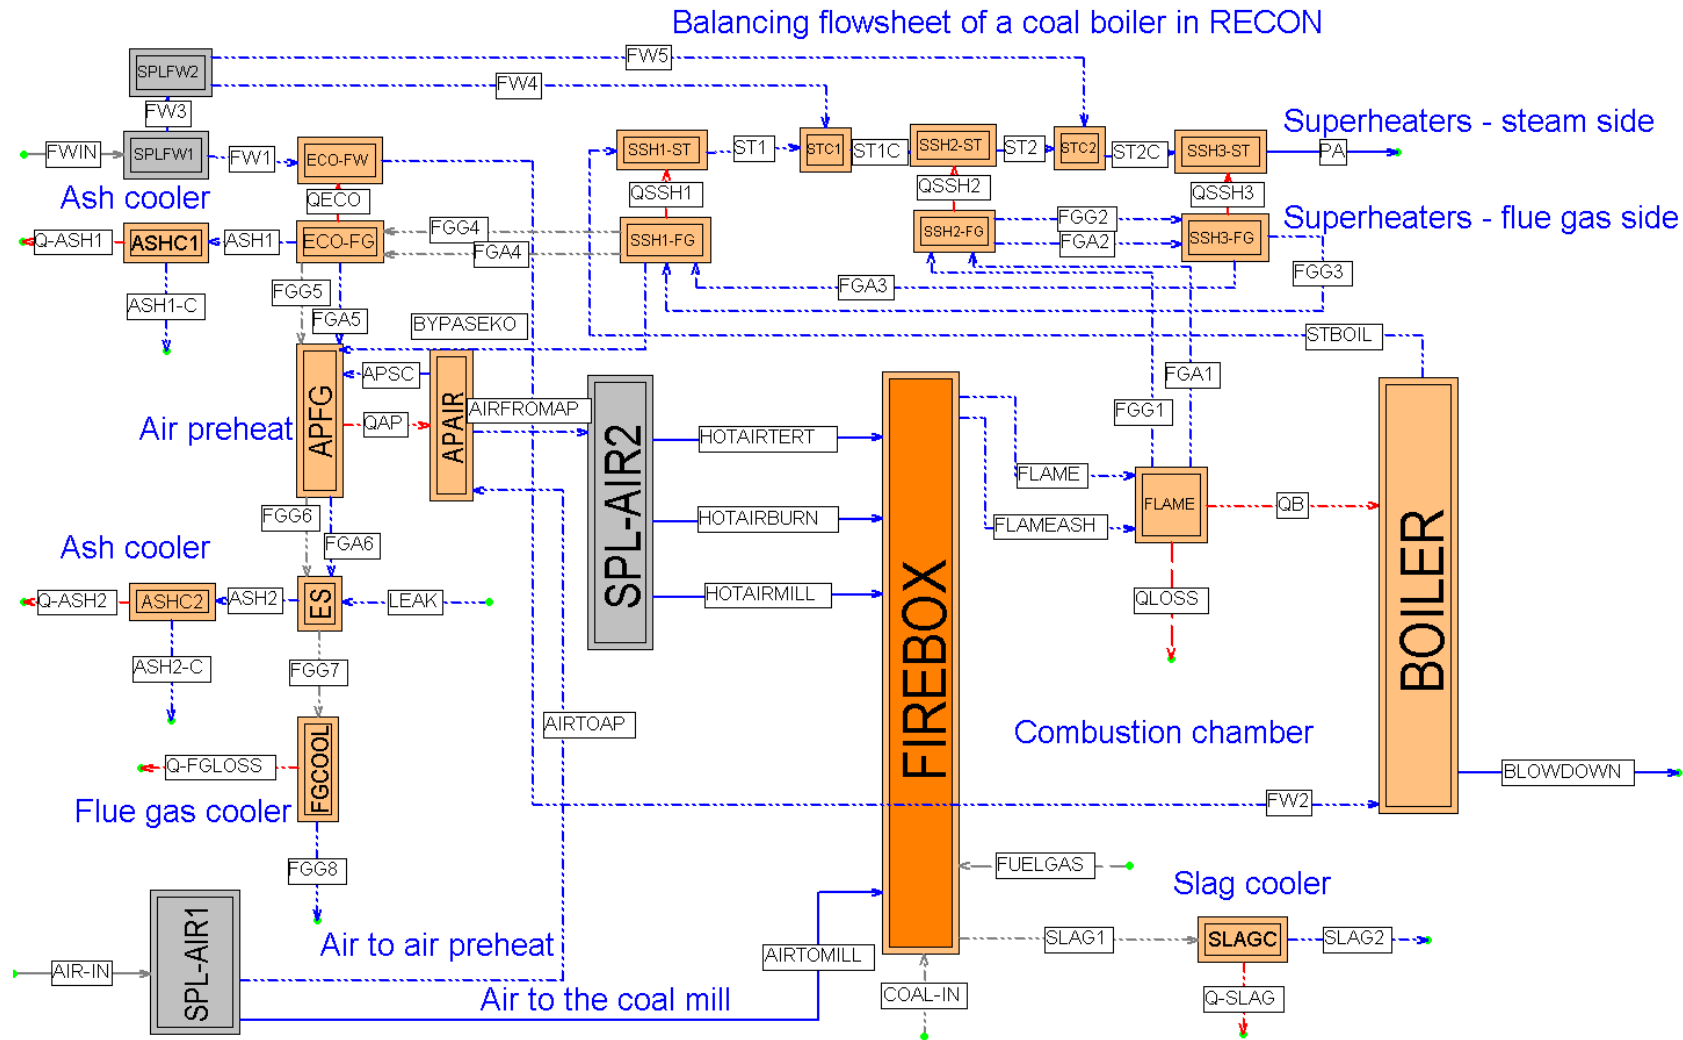 Balancing flowsheet of a coal boiler in RECON
FW5
SPLFW2
FW4
FW3
Superheaters - steam side
FWIN
SPLFW1
FW1
ECO-FW
SSH1-ST
ST1
STC1
ST1C
SSH2-ST
ST2
STC2
ST2C
SSH3-ST
PA
Ash cooler
QECO
QSSH1
QSSH2
QSSH3
Superheaters - flue gas side
Q-ASH1
ASHC1
ASH1
ECO-FG
FGG4
FGA4
SSH1-FG
SSH2-FG
FGG2
FGA2
SSH3-FG
FGG3
ASH1-C
FGG5
FGA5
FGA3
BYPASEKO
STBOIL
FGA1
FGG1
APSC
Air preheat
APFG
QAP
APAIR
AIRFROMAP
SPL-AIR2
HOTAIRTERT
HOTAIRBURN
HOTAIRMILL
FIREBOX
FLAME
FLAMEASH
FLAME
QB
QLOSS
BOILER
FGG6
FGA6
Ash cooler
Q-ASH2
ASHC2
ASH2
ES
LEAK
ASH2-C
FGG7
AIRTOAP
Combustion chamber
Q-FGLOSS
FGCOOL
BLOWDOWN
FW2
Flue gas cooler
FGG8
FUELGAS
Slag cooler
SPL-AIR1
Air to air preheat
AIRTOMILL
SLAG1
SLAGC
SLAG2
AIR-IN
Air to the coal mill
COAL-IN
Q-SLAG